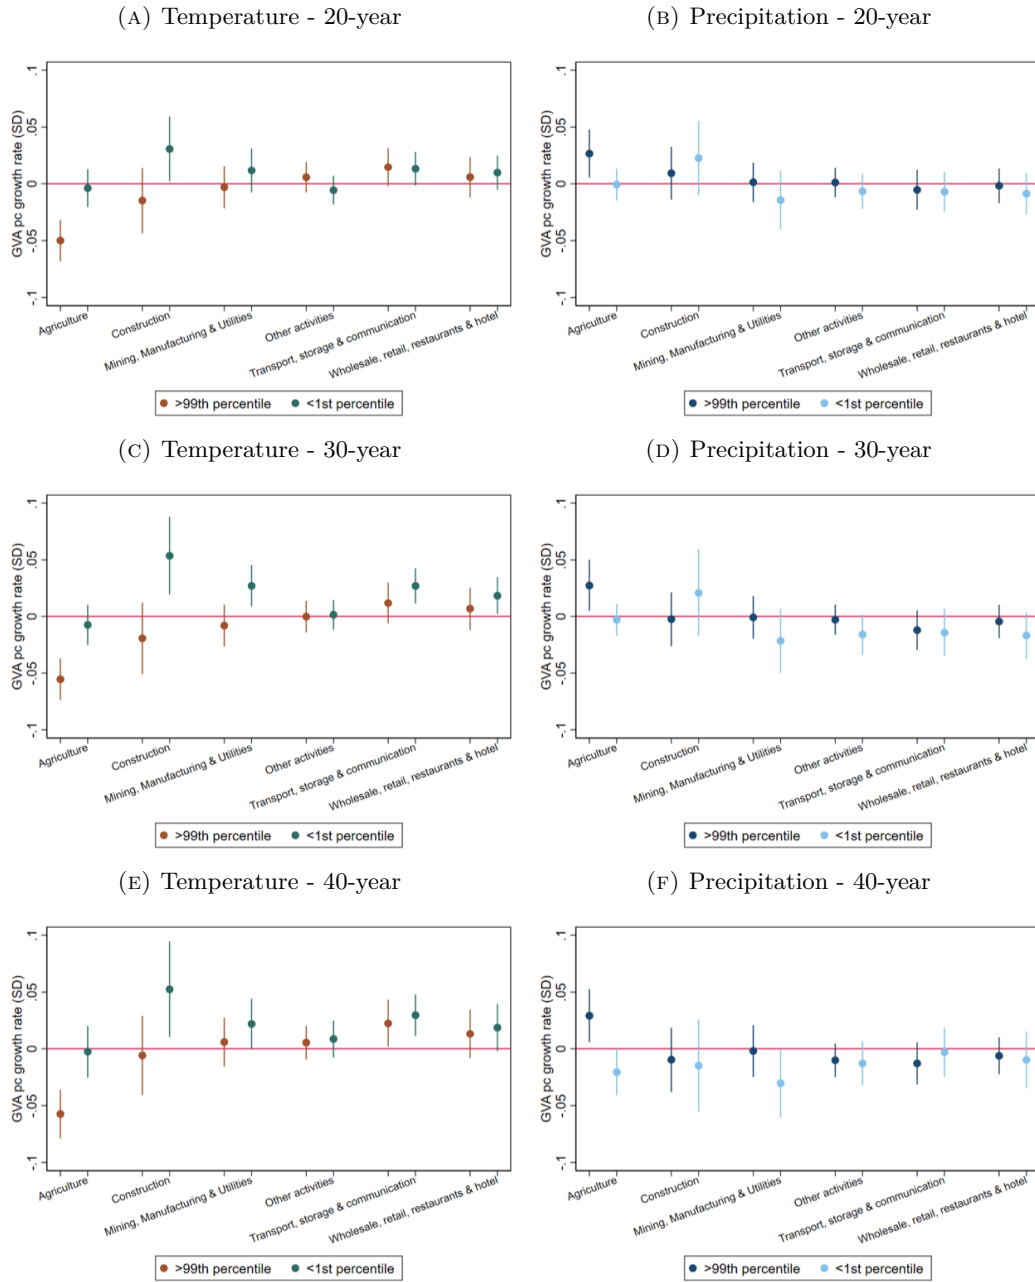 (A) Temperature - 20-year
GVA pc growth rate (SD)
.1
.05
0
-.05
-.1
Agriculture
Construction
Mining, Manufacturing & Utilities
Other activities
Transport, storage & communication
Wholesale, retail, restaurants & hotel
>99th percentile <1st percentile
(B) Precipitation - 20-year
GVA pc growth rate (SD)
.1
.05
0
-.05
-.1
Agriculture
Construction
Mining, Manufacturing & Utilities
Other activities
Transport, storage & communication
Wholesale, retail, restaurants & hotel
>99th percentile <1st percentile
(C) Temperature - 30-year
GVA pc growth rate (SD)
.1
.05
0
-.05
-.1
Agriculture
Construction
Mining, Manufacturing & Utilities
Other activities
Transport, storage & communication
Wholesale, retail, restaurants & hotel
>99th percentile <1st percentile
(D) Precipitation - 30-year
GVA pc growth rate (SD)
.1
.05
0
-.05
-.1
Agriculture
Construction
Mining, Manufacturing & Utilities
Other activities
Transport, storage & communication
Wholesale, retail, restaurants & hotel
>99th percentile <1st percentile
(E) Temperature - 40-year
GVA pc growth rate (SD)
.1
.05
0
-.05
-.1
Agriculture
Construction
Mining, Manufacturing & Utilities
Other activities
Transport, storage & communication
Wholesale, retail, restaurants & hotel
>99th percentile <1st percentile
(F) Precipitation - 40-year
GVA pc growth rate (SD)
.1
.05
0
-.05
-.1
Agriculture
Construction
Mining, Manufacturing & Utilities
Other activities
Transport, storage & communication
Wholesale, retail, restaurants & hotel
>99th percentile <1st percentile